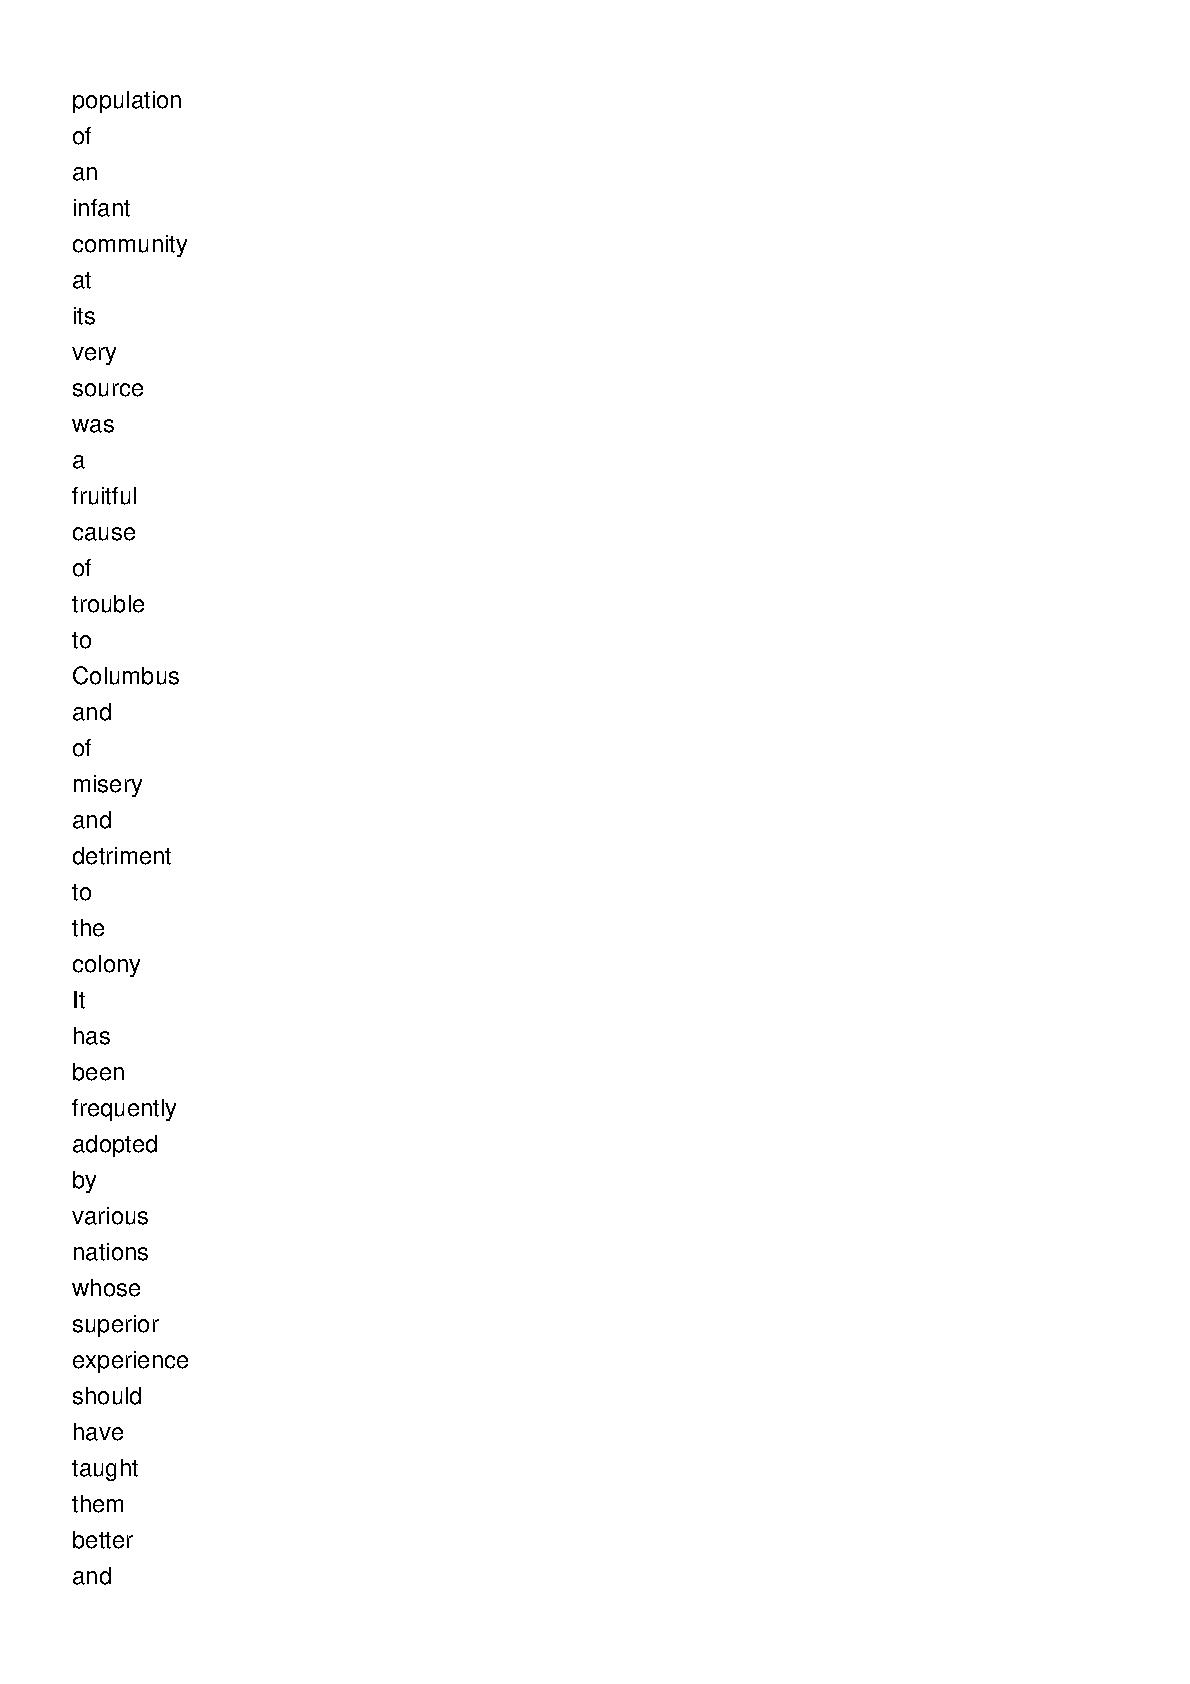 population
of
an
infant
community
at
its
very
source
was
a
fruitful
cause
of
trouble
to
Columbus
and
of
misery
and
detriment
to
the
colony
It
has
been
frequently
adopted
by
various
nations
whose
superior
experience
should
have
taught
them
better
and